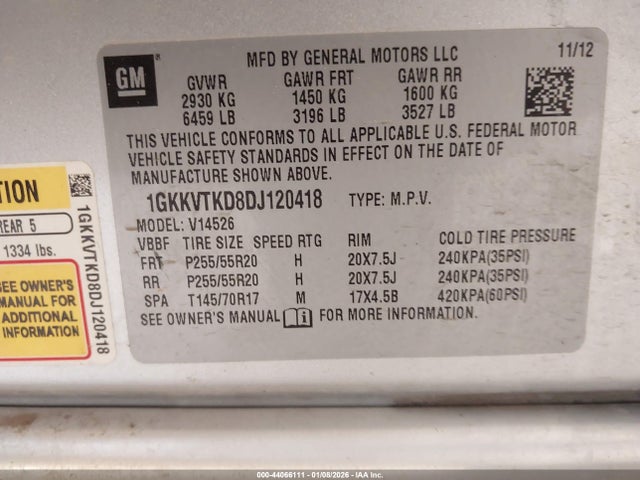 GM
MFD BY GENERAL MOTORS LLC 11/12
GVWR GAWR FRT GAWR RR
2930 KG 1450 KG 1600 KG
6459 LB 3196 LB 3527 LB
THIS VEHICLE CONFORMS TO ALL APPLICABLE U.S. FEDERAL MOTOR
VEHICLE SAFETY STANDARDS IN EFFECT ON THE DATE OF
MANUFACTURE SHOWN ABOVE.
1GKKVTKD8DJ120418 TYPE: M.P.V.
MODEL: V14526
VBBF TIRE SIZE SPEED RTG RIM COLD TIRE PRESSURE
FRT P255/55R20 H 20X7.5J 240KPA(35PSI)
RR P255/55R20 H 20X7.5J 240KPA(35PSI)
SPA T145/70R17 M 17X4.5B 420KPA(60PSI)
SEE OWNER'S MANUAL FOR MORE INFORMATION.
TION
REAR 5
1334 lbs.
SEE OWNER'S
MANUAL FOR
ADDITIONAL
INFORMATION
1GKKVTKD8DJ120418
000-44066111 - 01/08/2026 - IAA Inc.